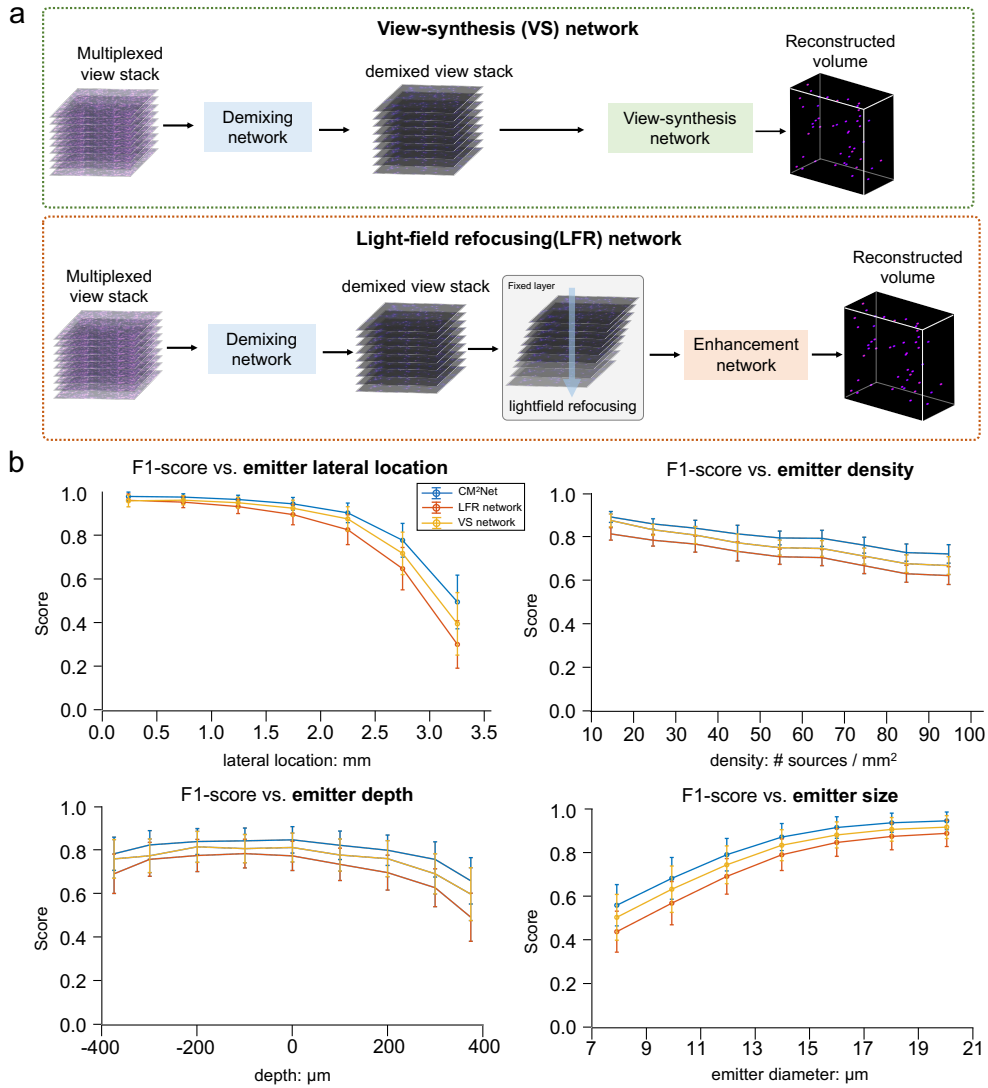 a
View-synthesis (VS) network
Multiplexed
view stack
Demixing
network
demixed view stack
View-synthesis
network
Reconstructed
volume
Light-field refocusing(LFR) network
Multiplexed
view stack
Demixing
network
demixed view stack
Fixed layer
lightfield refocusing
Enhancement
network
Reconstructed
volume
b
F1-score vs. emitter lateral location
CM²Net
LFR network
VS network
Score
1.0
0.8
0.6
0.4
0.2
0.0
0.0 0.5 1.0 1.5 2.0 2.5 3.0 3.5
lateral location: mm
F1-score vs. emitter density
Score
1.0
0.8
0.6
0.4
0.2
0.0
10 20 30 40 50 60 70 80 90 100
density: # sources / mm²
F1-score vs. emitter depth
Score
1.0
0.8
0.6
0.4
0.2
0.0
-400 -200 0 200 400
depth: µm
F1-score vs. emitter size
Score
1.0
0.8
0.6
0.4
0.2
0.0
7 9 11 13 15 17 19 21
emitter diameter: µm